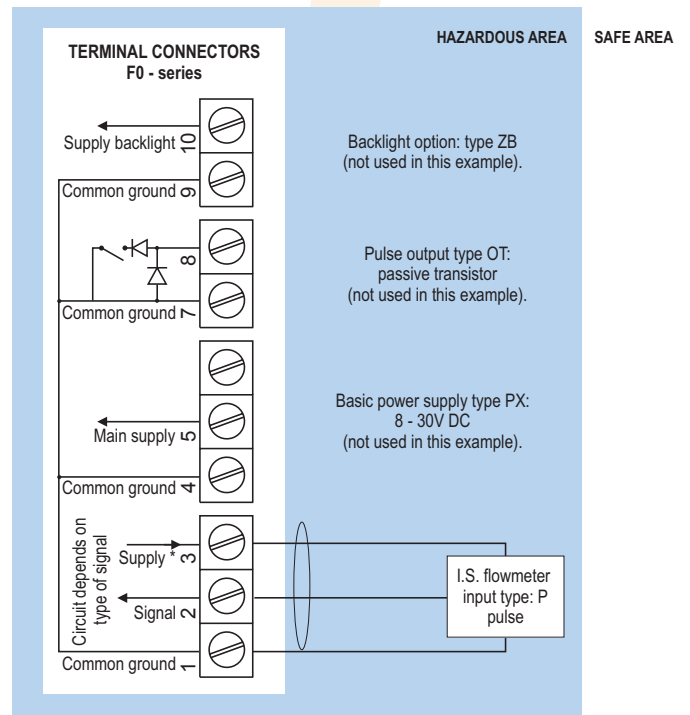 HAZARDOUS AREA
SAFE AREA
TERMINAL CONNECTORS
F0 - series
Supply backlight
10
Common ground
9
Backlight option: type ZB
(not used in this example).
8
Common ground
7
Pulse output type OT:
passive transistor
(not used in this example).
Main supply
5
Common ground
4
Basic power supply type PX:
8 - 30V DC
(not used in this example).
Circuit depends on
type of signal
Supply *
3
Signal
2
Common ground
1
I.S. flowmeter
input type: P
pulse